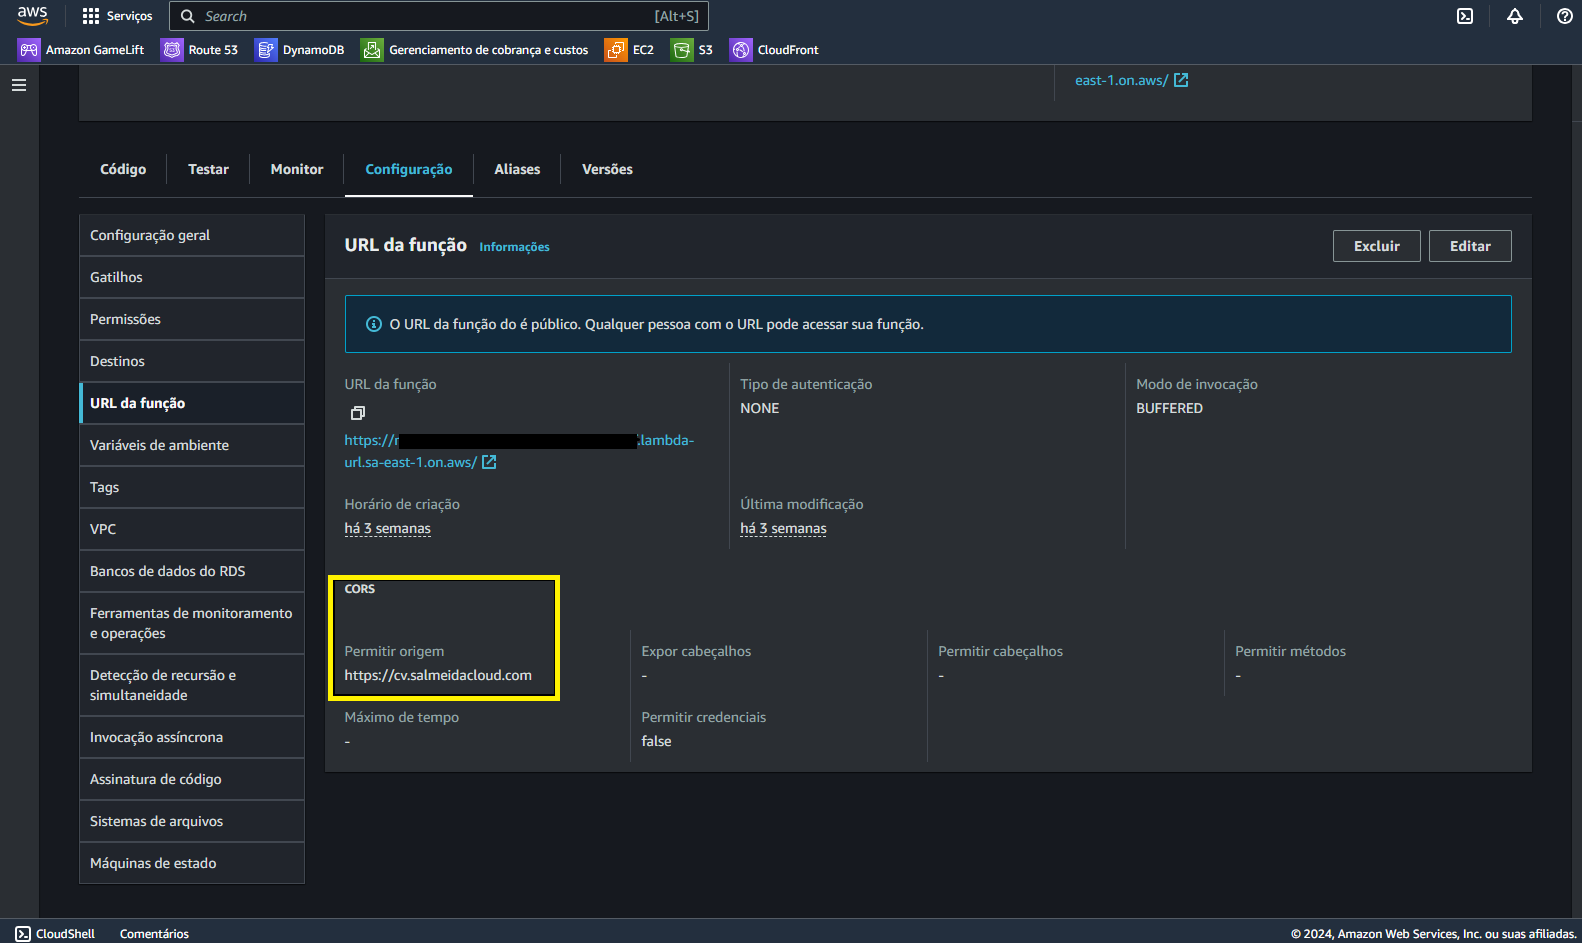 aws
Serviços
Search
[Alt+S]
Amazon GameLift
Route 53
DynamoDB
Gerenciamento de cobrança e custos
EC2
S3
CloudFront
east-1.on.aws/
Código
Testar
Monitor
Configuração
Aliases
Versões
Configuração geral
Gatilhos
Permissões
Destinos
URL da função
Variáveis de ambiente
Tags
VPC
Bancos de dados do RDS
Ferramentas de monitoramento
e operações
Detecção de recursão e
simultaneidade
Invocação assíncrona
Assinatura de código
Sistemas de arquivos
Máquinas de estado
URL da função
Informações
Excluir
Editar
O URL da função do é público. Qualquer pessoa com o URL pode acessar sua função.
URL da função
https://r .lambda-
url.sa-east-1.on.aws/
Tipo de autenticação
NONE
Modo de invocação
BUFFERED
Horário de criação
há 3 semanas
Última modificação
há 3 semanas
CORS
Permitir origem
https://cv.salmeidacloud.com
Expor cabeçalhos
-
Permitir cabeçalhos
-
Permitir métodos
-
Máximo de tempo
-
Permitir credenciais
false
CloudShell
Comentários
© 2024, Amazon Web Services, Inc. ou suas afiliadas.